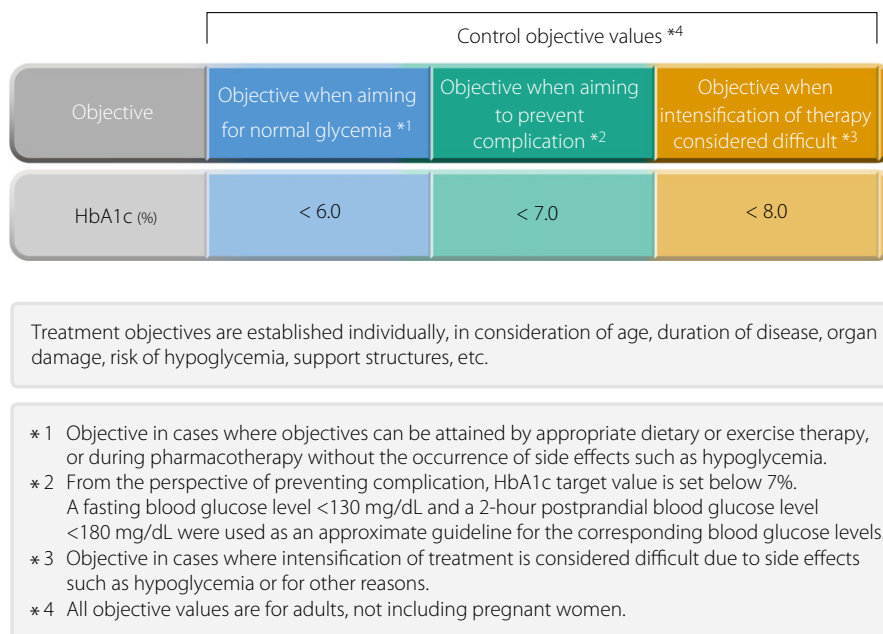 Control objective values *4
Objective
Objective when aiming
for normal glycemia *1
Objective when aiming
to prevent
complication *2
Objective when
intensification of therapy
considered difficult *3
HbA1c (%)
< 6.0
< 7.0
< 8.0
Treatment objectives are established individually, in consideration of age, duration of disease, organ
damage, risk of hypoglycemia, support structures, etc.
*1 Objective in cases where objectives can be attained by appropriate dietary or exercise therapy,
or during pharmacotherapy without the occurrence of side effects such as hypoglycemia.
*2 From the perspective of preventing complication, HbA1c target value is set below 7%.
A fasting blood glucose level <130 mg/dL and a 2-hour postprandial blood glucose level
<180 mg/dL were used as an approximate guideline for the corresponding blood glucose levels.
*3 Objective in cases where intensification of treatment is considered difficult due to side effects
such as hypoglycemia or for other reasons.
*4 All objective values are for adults, not including pregnant women.